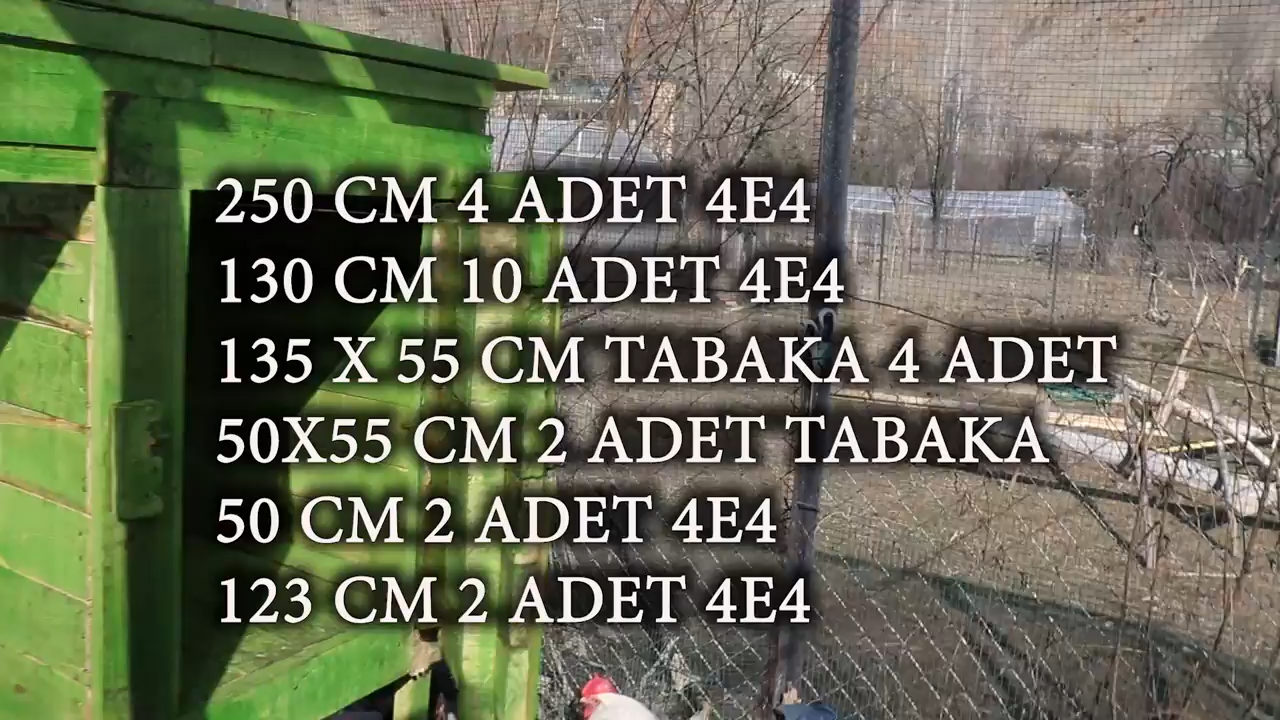 250 CM 4 ADET 4E4
130 CM 10 ADET 4E4
135 X 55 CM TABAKA 4 ADET
50X55 CM 2 ADET TABAKA
50 CM 2 ADET 4E4
123 CM 2 ADET 4E4